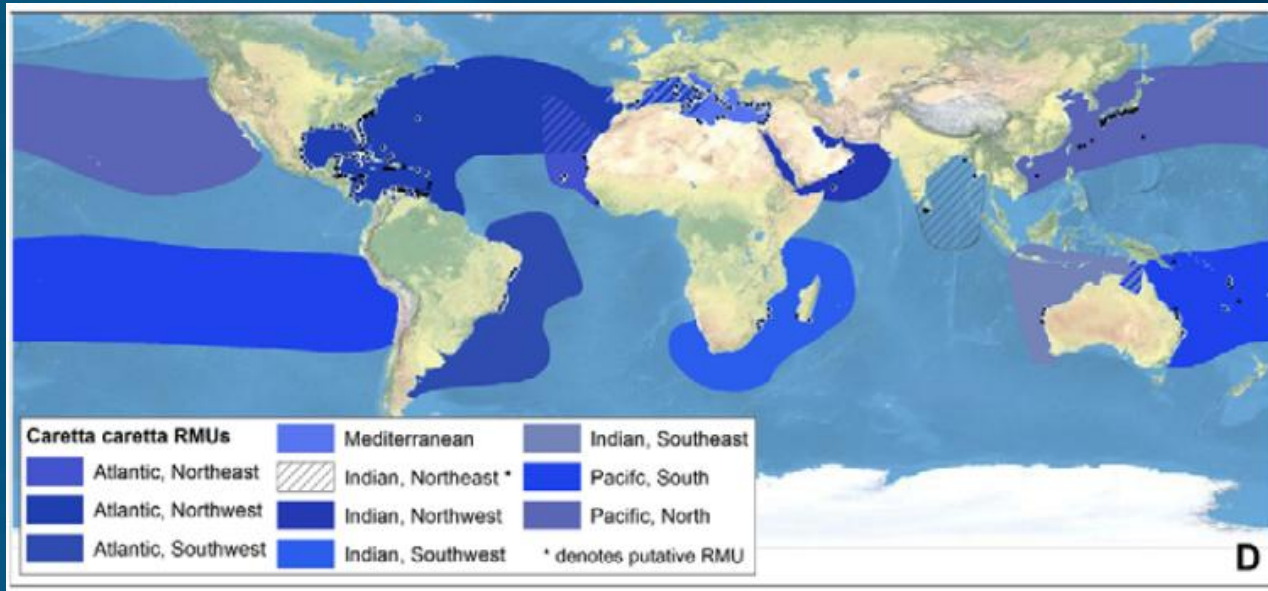 Caretta caretta RMUs
Atlantic, Northeast
Atlantic, Northwest
Atlantic, Southwest
Mediterranean
Indian, Northeast *
Indian, Northwest
Indian, Southwest
Indian, Southeast
Pacifc, South
Pacific, North
* denotes putative RMU
D